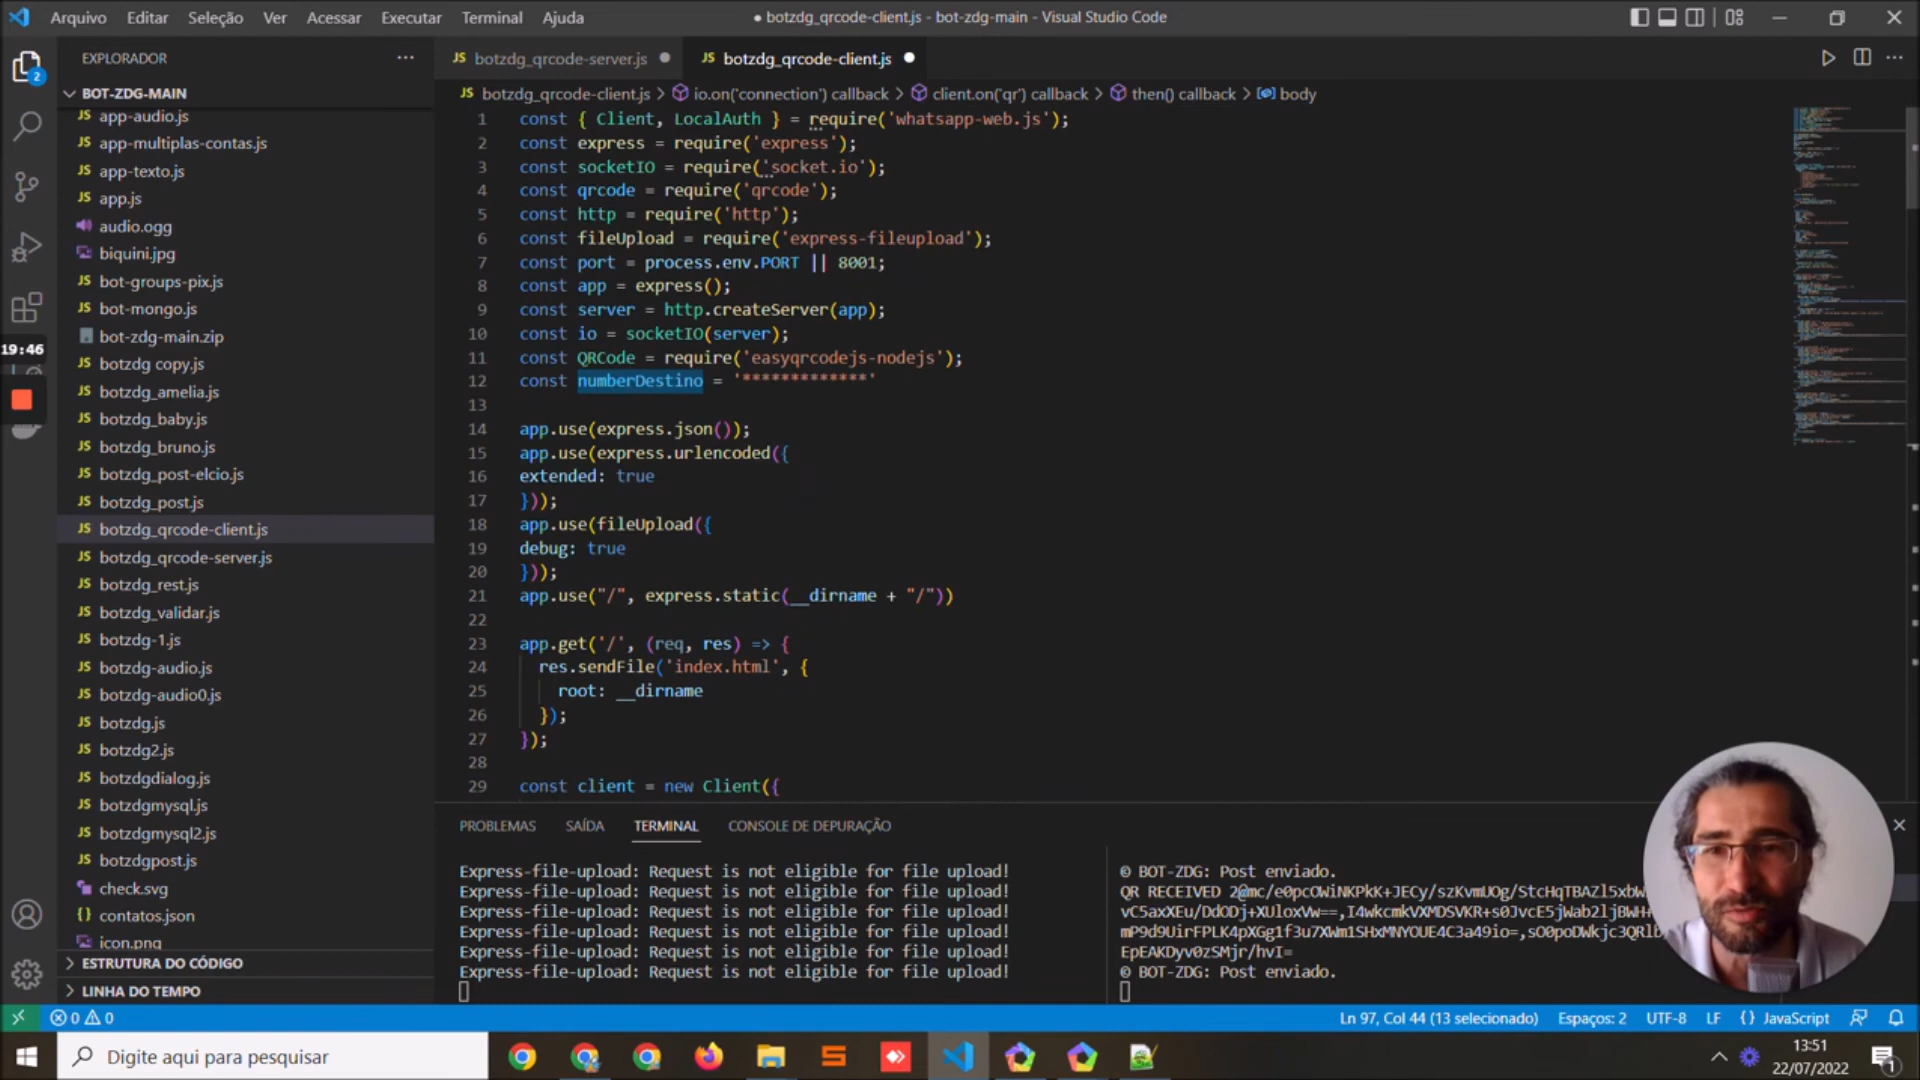 Arquivo Editar Seleção Ver Acessar Executar Terminal Ajuda
● botzdg_qrcode-client.js - bot-zdg-main - Visual Studio Code
EXPLORADOR
JS botzdg_qrcode-server.js
JS botzdg_qrcode-client.js
2
BOT-ZDG-MAIN
JS botzdg_qrcode-client.js > io.on('connection') callback > client.on('qr') callback > then() callback > body
JS app-audio.js
JS app-multiplas-contas.js
JS app-texto.js
JS app.js
audio.ogg
biquini.jpg
JS bot-groups-pix.js
JS bot-mongo.js
bot-zdg-main.zip
JS botzdg copy.js
JS botzdg_amelia.js
JS botzdg_baby.js
JS botzdg_bruno.js
JS botzdg_post-elcio.js
JS botzdg_post.js
JS botzdg_qrcode-client.js
JS botzdg_qrcode-server.js
JS botzdg_rest.js
JS botzdg_validar.js
JS botzdg-1.js
JS botzdg-audio.js
JS botzdg-audio0.js
JS botzdg.js
JS botzdg2.js
JS botzdgdialog.js
JS botzdgmysql.js
JS botzdgmysql2.js
JS botzdgpost.js
check.svg
{} contatos.json
icon.png
ESTRUTURA DO CÓDIGO
LINHA DO TEMPO
19:46
1 const { Client, LocalAuth } = require('whatsapp-web.js');
2 const express = require('express');
3 const socketIO = require('socket.io');
4 const qrcode = require('qrcode');
5 const http = require('http');
6 const fileUpload = require('express-fileupload');
7 const port = process.env.PORT || 8001;
8 const app = express();
9 const server = http.createServer(app);
10 const io = socketIO(server);
11 const QRCode = require('easyqrcodejs-nodejs');
12 const numberDestino = '*************'
13
14 app.use(express.json());
15 app.use(express.urlencoded({
16 extended: true
17 }));
18 app.use(fileUpload({
19 debug: true
20 }));
21 app.use("/", express.static(__dirname + "/"))
22
23 app.get('/', (req, res) => {
24 res.sendFile('index.html', {
25 root: __dirname
26 });
27 });
28
29 const client = new Client({
PROBLEMAS SAÍDA TERMINAL CONSOLE DE DEPURAÇÃO
Express-file-upload: Request is not eligible for file upload!
Express-file-upload: Request is not eligible for file upload!
Express-file-upload: Request is not eligible for file upload!
Express-file-upload: Request is not eligible for file upload!
Express-file-upload: Request is not eligible for file upload!
Express-file-upload: Request is not eligible for file upload!
© BOT-ZDG: Post enviado.
QR RECEIVED
EpEAKDyv0zSMjr/hvI=
© BOT-ZDG: Post enviado.
0 0
Ln 97, Col 44 (13 selecionado) Espaços: 2 UTF-8 LF {} JavaScript
Digite aqui para pesquisar
13:51
22/07/2022
1